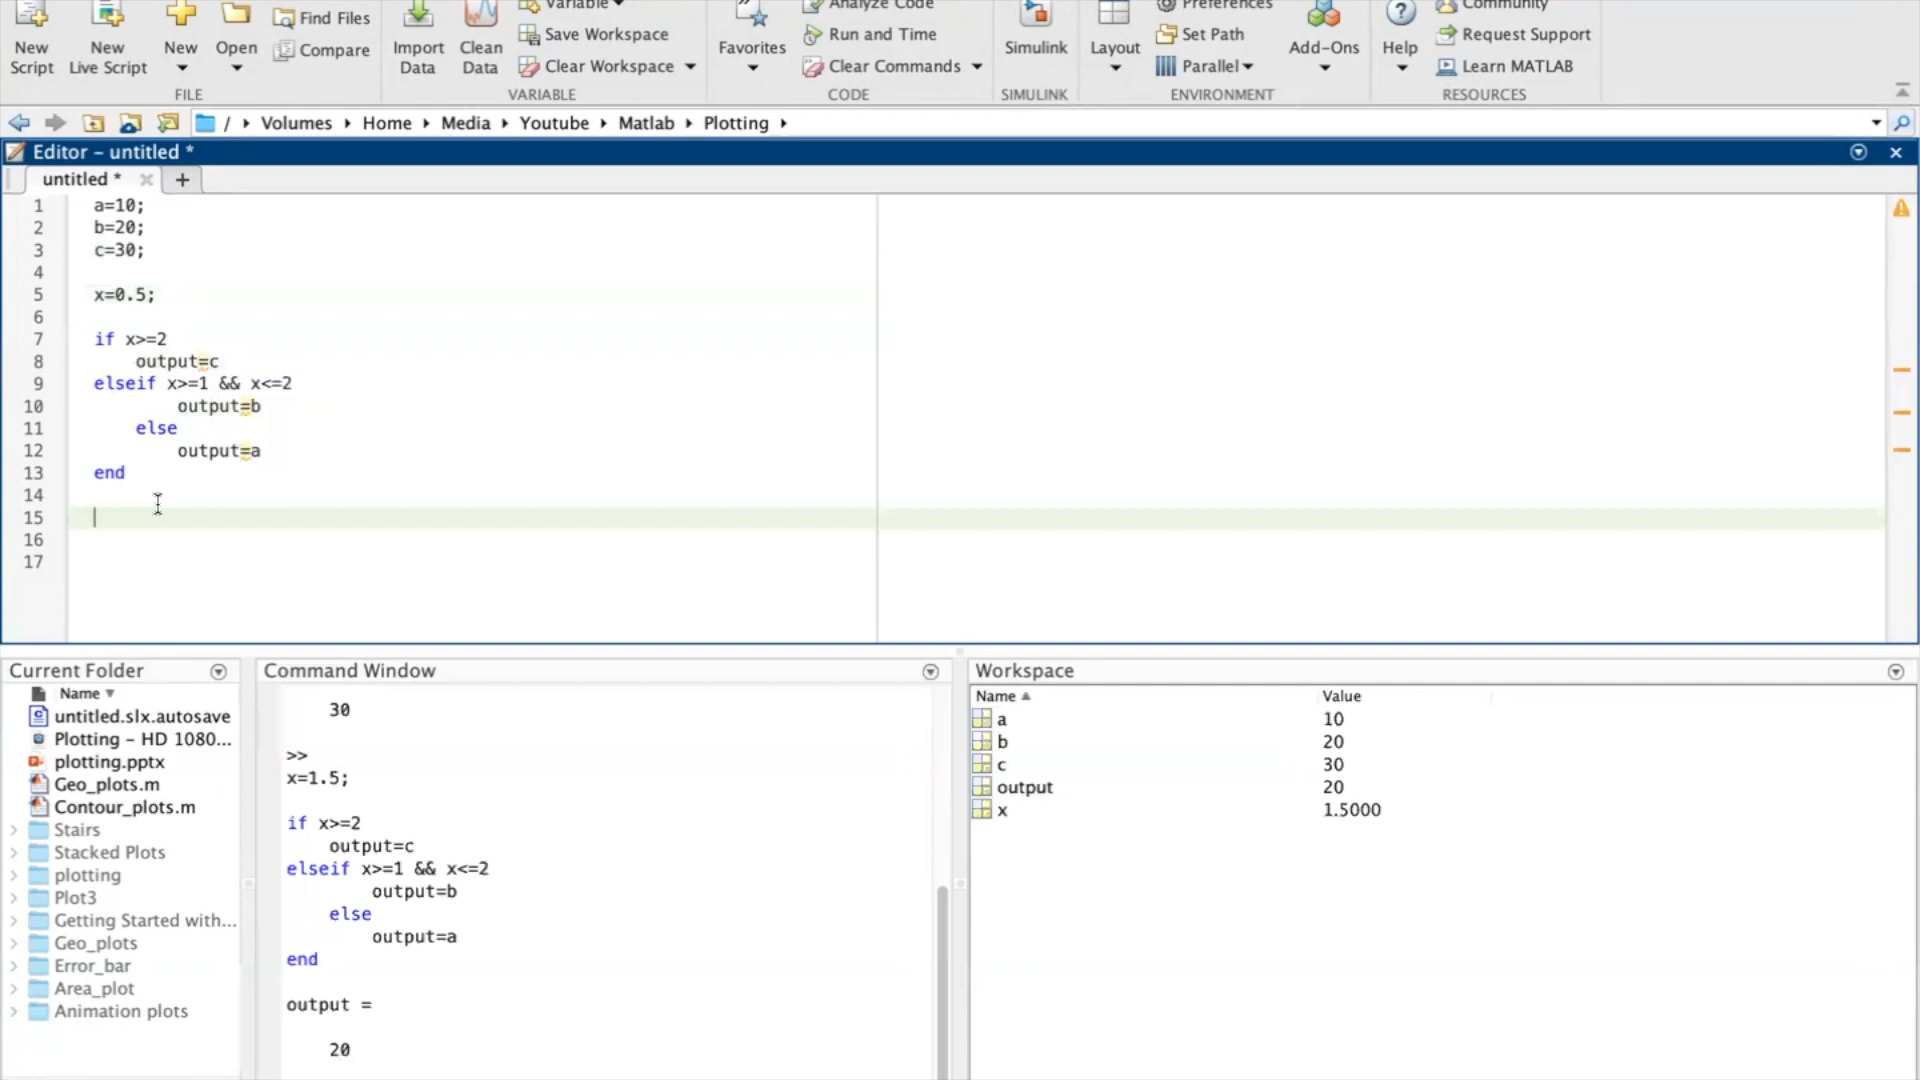 New Script
New Live Script
New
Open
Find Files
Compare
Import Data
Clean Data
Variable
Save Workspace
Clear Workspace
Favorites
Analyze Code
Run and Time
Clear Commands
Simulink
Layout
Preferences
Set Path
Parallel
Add-Ons
Help
Community
Request Support
Learn MATLAB
FILE
VARIABLE
CODE
SIMULINK
ENVIRONMENT
RESOURCES
/ Volumes Home Media Youtube Matlab Plotting
Editor – untitled *
untitled *
+
1 a=10;
2 b=20;
3 c=30;
4
5 x=0.5;
6
7 if x>=2
8 output=c
9 elseif x>=1 && x<=2
10 output=b
11 else
12 output=a
13 end
14
15
16
17
Current Folder
Name
untitled.slx.autosave
Plotting – HD 1080...
plotting.pptx
Geo_plots.m
Contour_plots.m
Stairs
Stacked Plots
plotting
Plot3
Getting Started with...
Geo_plots
Error_bar
Area_plot
Animation plots
Command Window
30
>>
x=1.5;
if x>=2
output=c
elseif x>=1 && x<=2
output=b
else
output=a
end
output =
20
Workspace
Name Value
a 10
b 20
c 30
output 20
x 1.5000